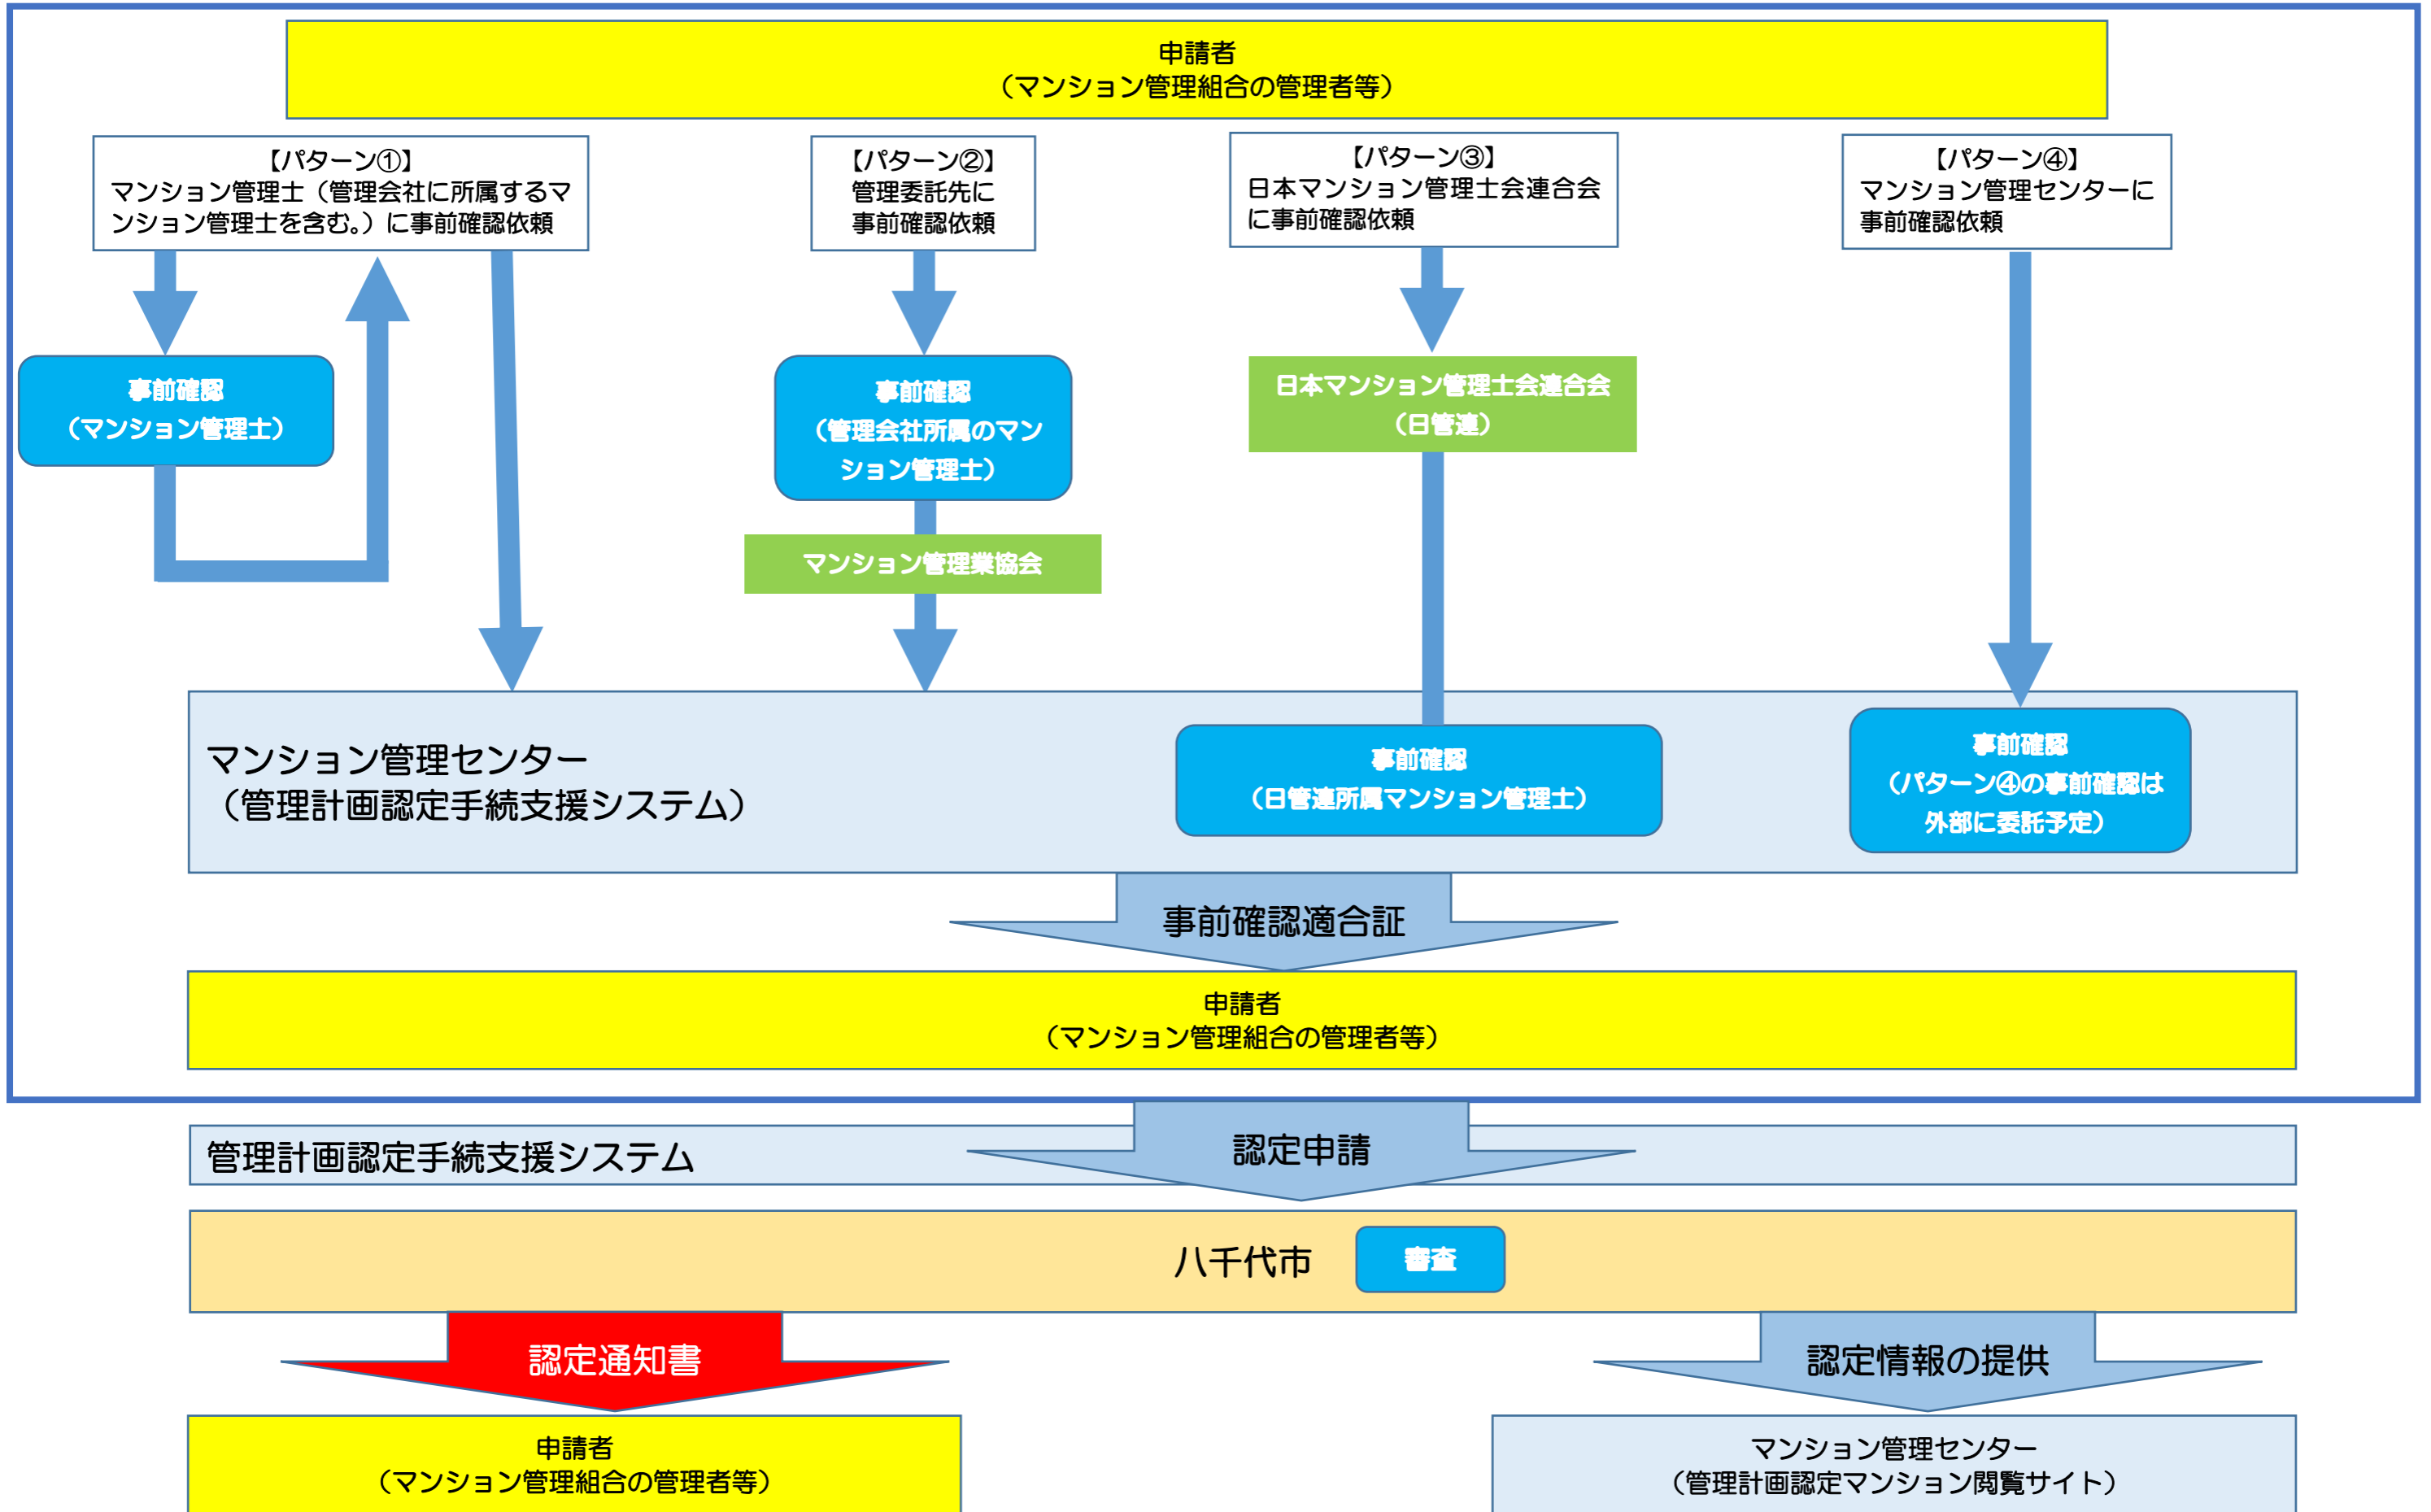 申請者
（マンション管理組合の管理者等）
【パターン①】
マンション管理士（管理会社に所属するマ
ンション管理士を含む。）に事前確認依頼
【パターン②】
管理委託先に
事前確認依頼
【パターン③】
日本マンション管理士会連合会
に事前確認依頼
【パターン④】
マンション管理センターに
事前確認依頼
事前確認
（マンション管理士）
事前確認
（管理会社所属のマン
ション管理士）
日本マンション管理士会連合会
（日管連）
マンション管理業協会
マンション管理センター
（管理計画認定手続支援システム）
事前確認
（日管連所属マンション管理士）
事前確認
（パターン④の事前確認は
外部に委託予定）
事前確認適合証
申請者
（マンション管理組合の管理者等）
管理計画認定手続支援システム
認定申請
八千代市
審査
認定通知書
認定情報の提供
申請者
（マンション管理組合の管理者等）
マンション管理センター
（管理計画認定マンション閲覧サイト）